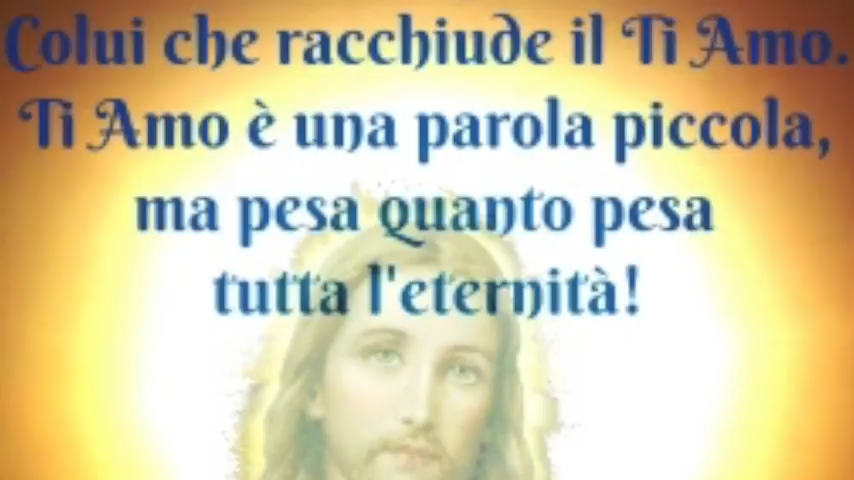 Colui che racchiude il Ti Amo.
Ti Amo è una parola piccola,
ma pesa quanto pesa
tutta l'eternità!